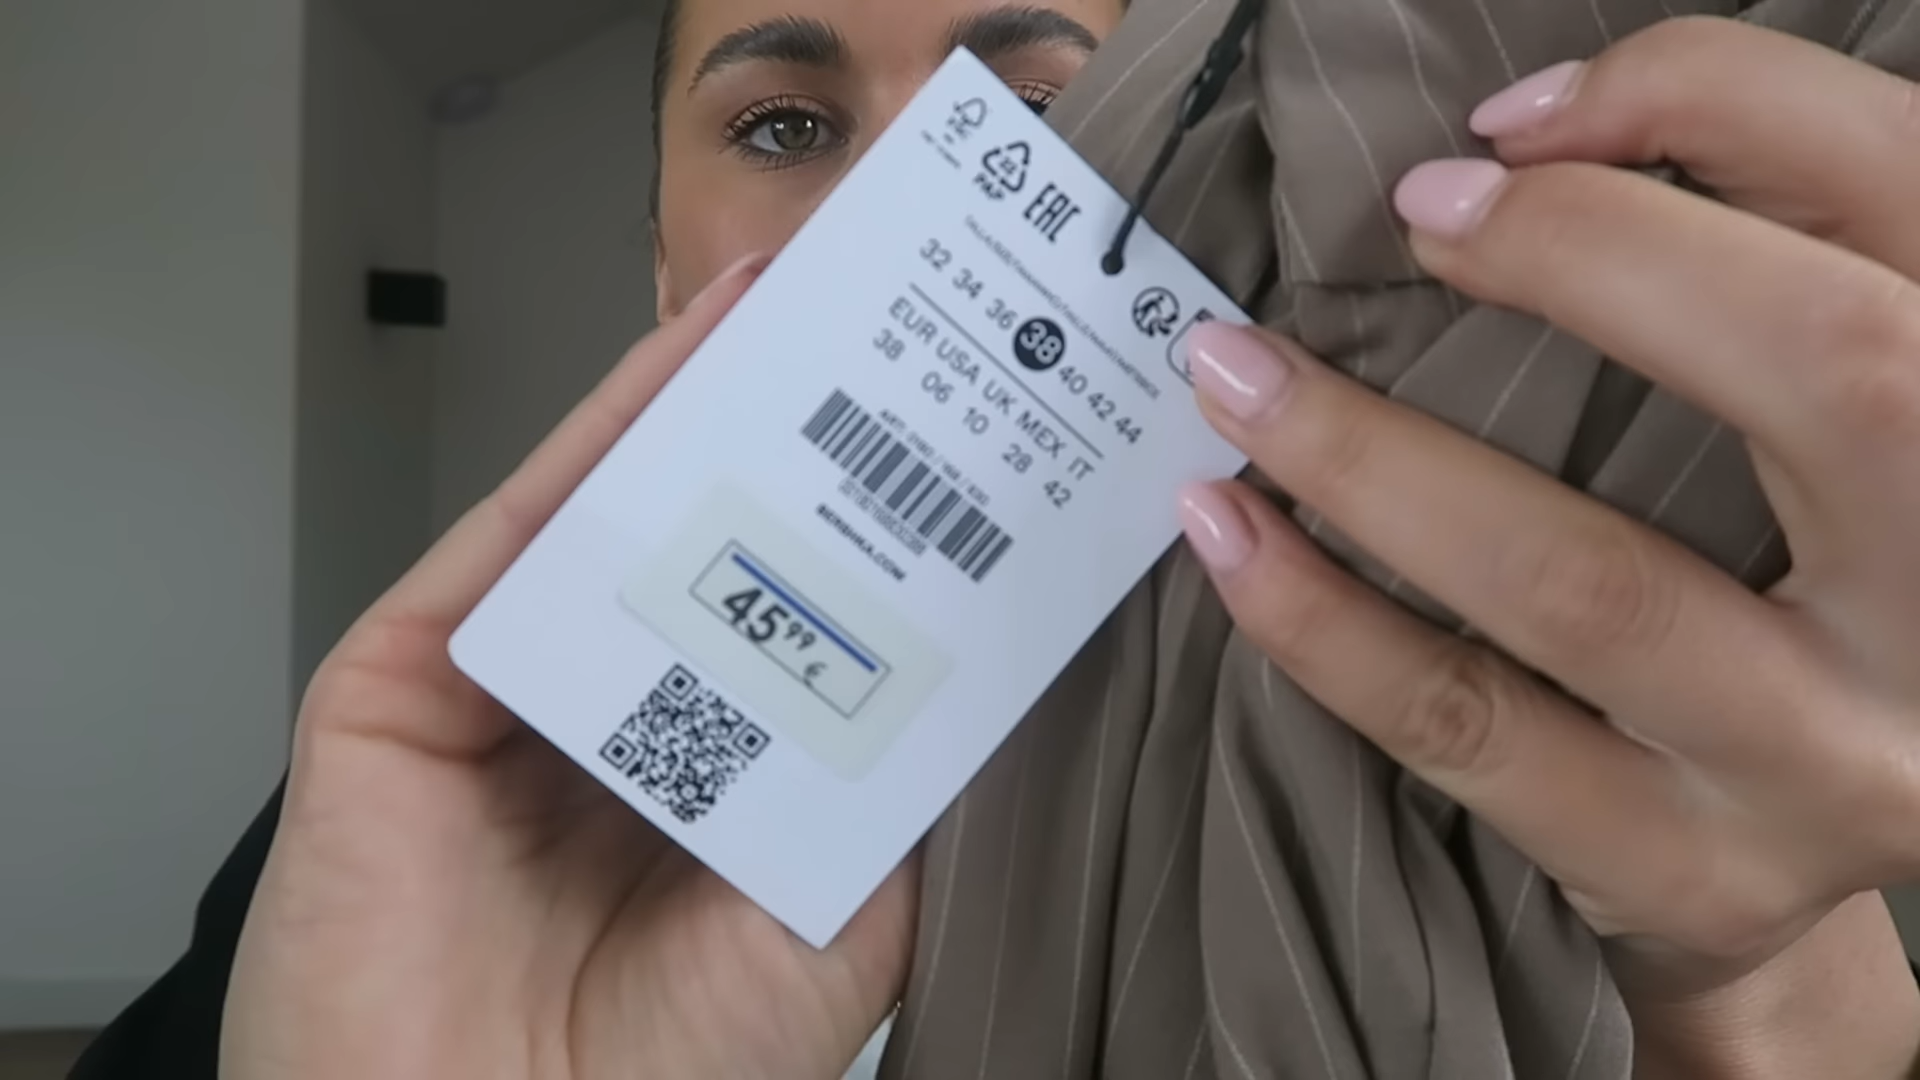 22
PAP
EAC
32 34 36 38 40 42 44
EUR USA UK MEX IT
38 06 10 28 42
BERSHKA.COM
45 99 €